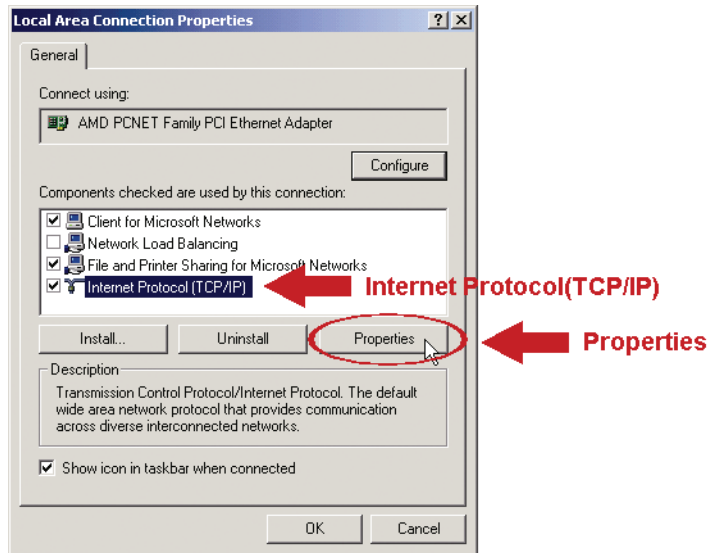 Local Area Connection Properties
General
Connect using:
AMD PCNET Family PCI Ethernet Adapter
Configure
Components checked are used by this connection:
Client for Microsoft Networks
Network Load Balancing
File and Printer Sharing for Microsoft Networks
Internet Protocol (TCP/IP)
Internet Protocol(TCP/IP)
Install...
Uninstall
Properties
Properties
Description
Transmission Control Protocol/Internet Protocol. The default
wide area network protocol that provides communication
across diverse interconnected networks.
Show icon in taskbar when connected
OK
Cancel